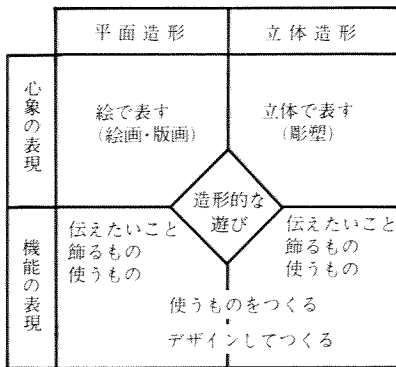 平面造形
立体造形
心象の表現
絵で表す
(絵画・版画)
立体で表す
(彫塑)
造形的な
遊び
機能の表現
伝えたいこと
飾るもの
使うもの
伝えたいこと
飾るもの
使うもの
使うものをつくる
デザインしてつくる